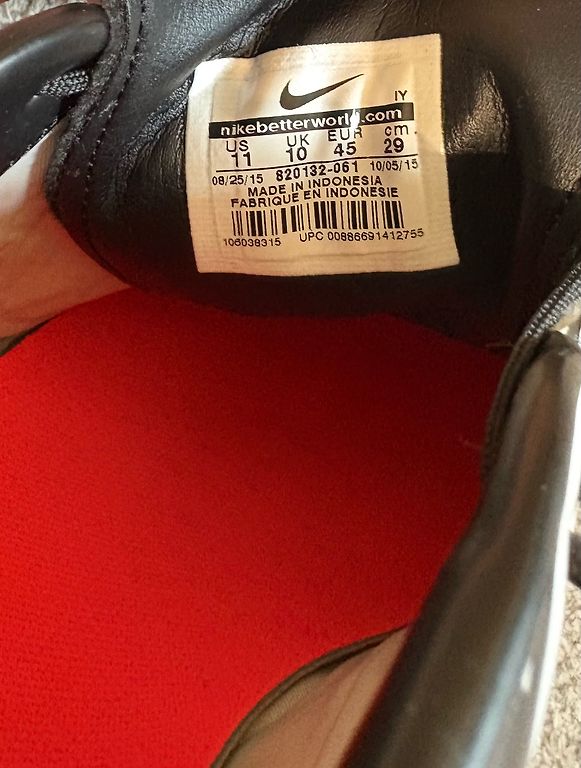 IY
nikebetterworld.com
US UK EUR cm
11 10 45 29
08/25/15 820132-061 10/05/15
MADE IN INDONESIA
FABRIQUE EN INDONESIE
106038315 UPC 00886691412755